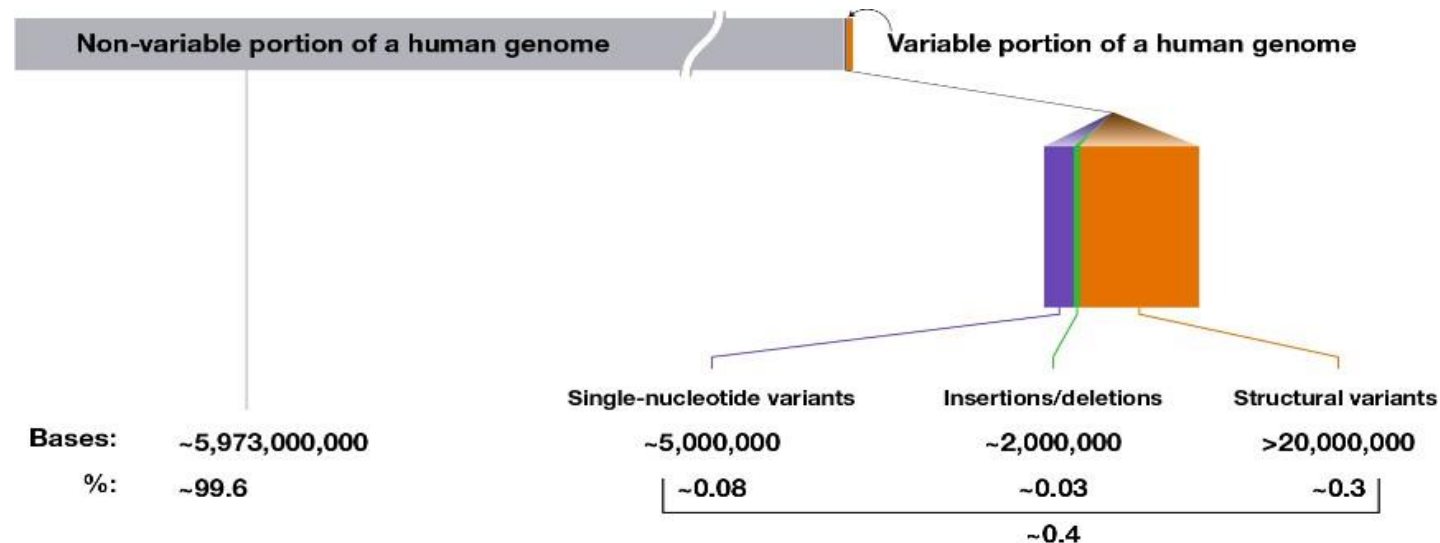 Non-variable portion of a human genome
Variable portion of a human genome
Single-nucleotide variants Insertions/deletions Structural variants
Bases: ~5,973,000,000 ~5,000,000 ~2,000,000 >20,000,000
%: ~99.6 ~0.08 ~0.03 ~0.3
~0.4